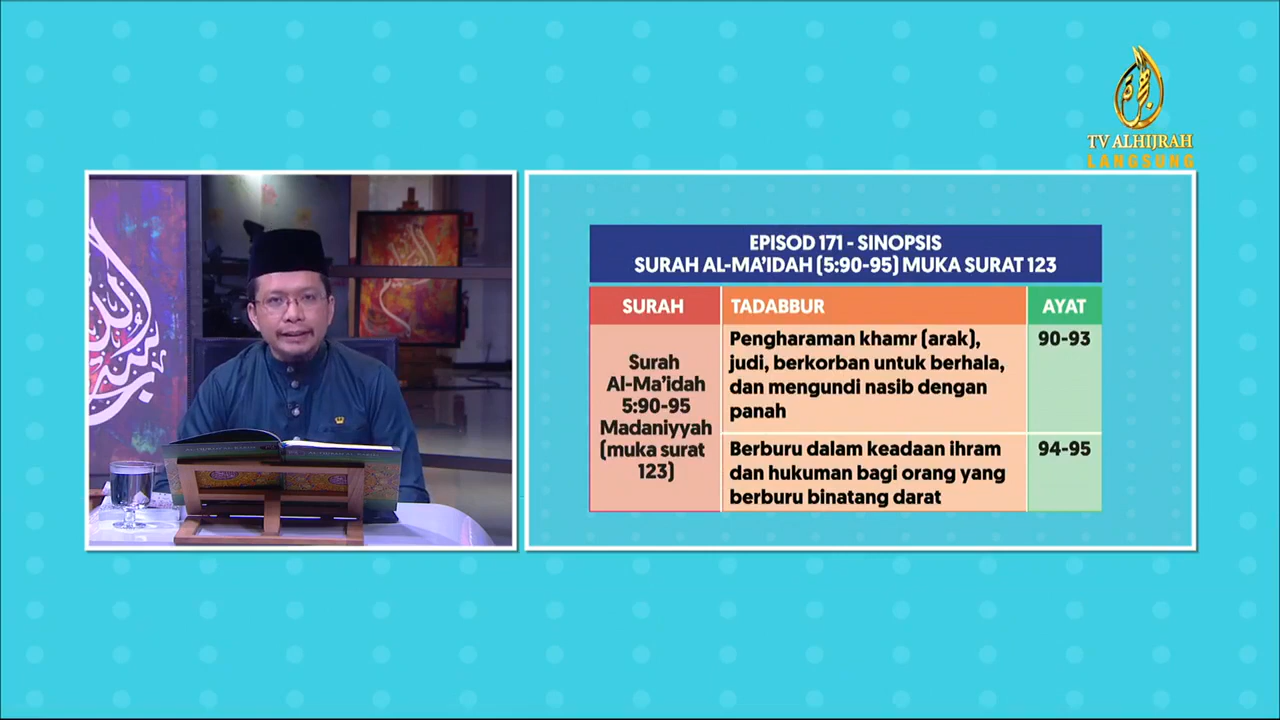 TV ALHIJRAH
LANGSUNG
EPISOD 171 - SINOPSIS
SURAH AL-MA'IDAH (5:90-95) MUKA SURAT 123
SURAH
TADABBUR
AYAT
Surah
Al-Ma'idah
5:90-95
Madaniyyah
(muka surat
123)
Pengharaman khamr (arak),
judi, berkorban untuk berhala,
dan mengundi nasib dengan
panah
90-93
Berburu dalam keadaan ihram
dan hukuman bagi orang yang
berburu binatang darat
94-95